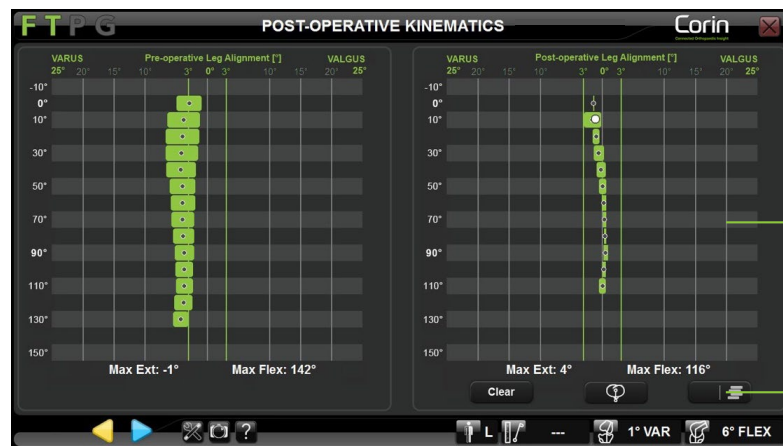 FTPG
POST-OPERATIVE KINEMATICS
Corin
Connected Orthopaedic Insight
VARUS Pre-operative Leg Alignment [°] VALGUS
25° 20° 15° 10° 3° 0° 3° 10° 15° 20° 25°
-10°
0°
10°
30°
50°
70°
90°
110°
130°
150°
Max Ext: -1° Max Flex: 142°
VARUS Post-operative Leg Alignment [°] VALGUS
25° 20° 15° 10° 3° 0° 3° 10° 15° 20° 25°
-10°
0°
10°
30°
50°
70°
90°
110°
130°
150°
Max Ext: 4° Max Flex: 116°
Clear
? L --- 1° VAR 6° FLEX